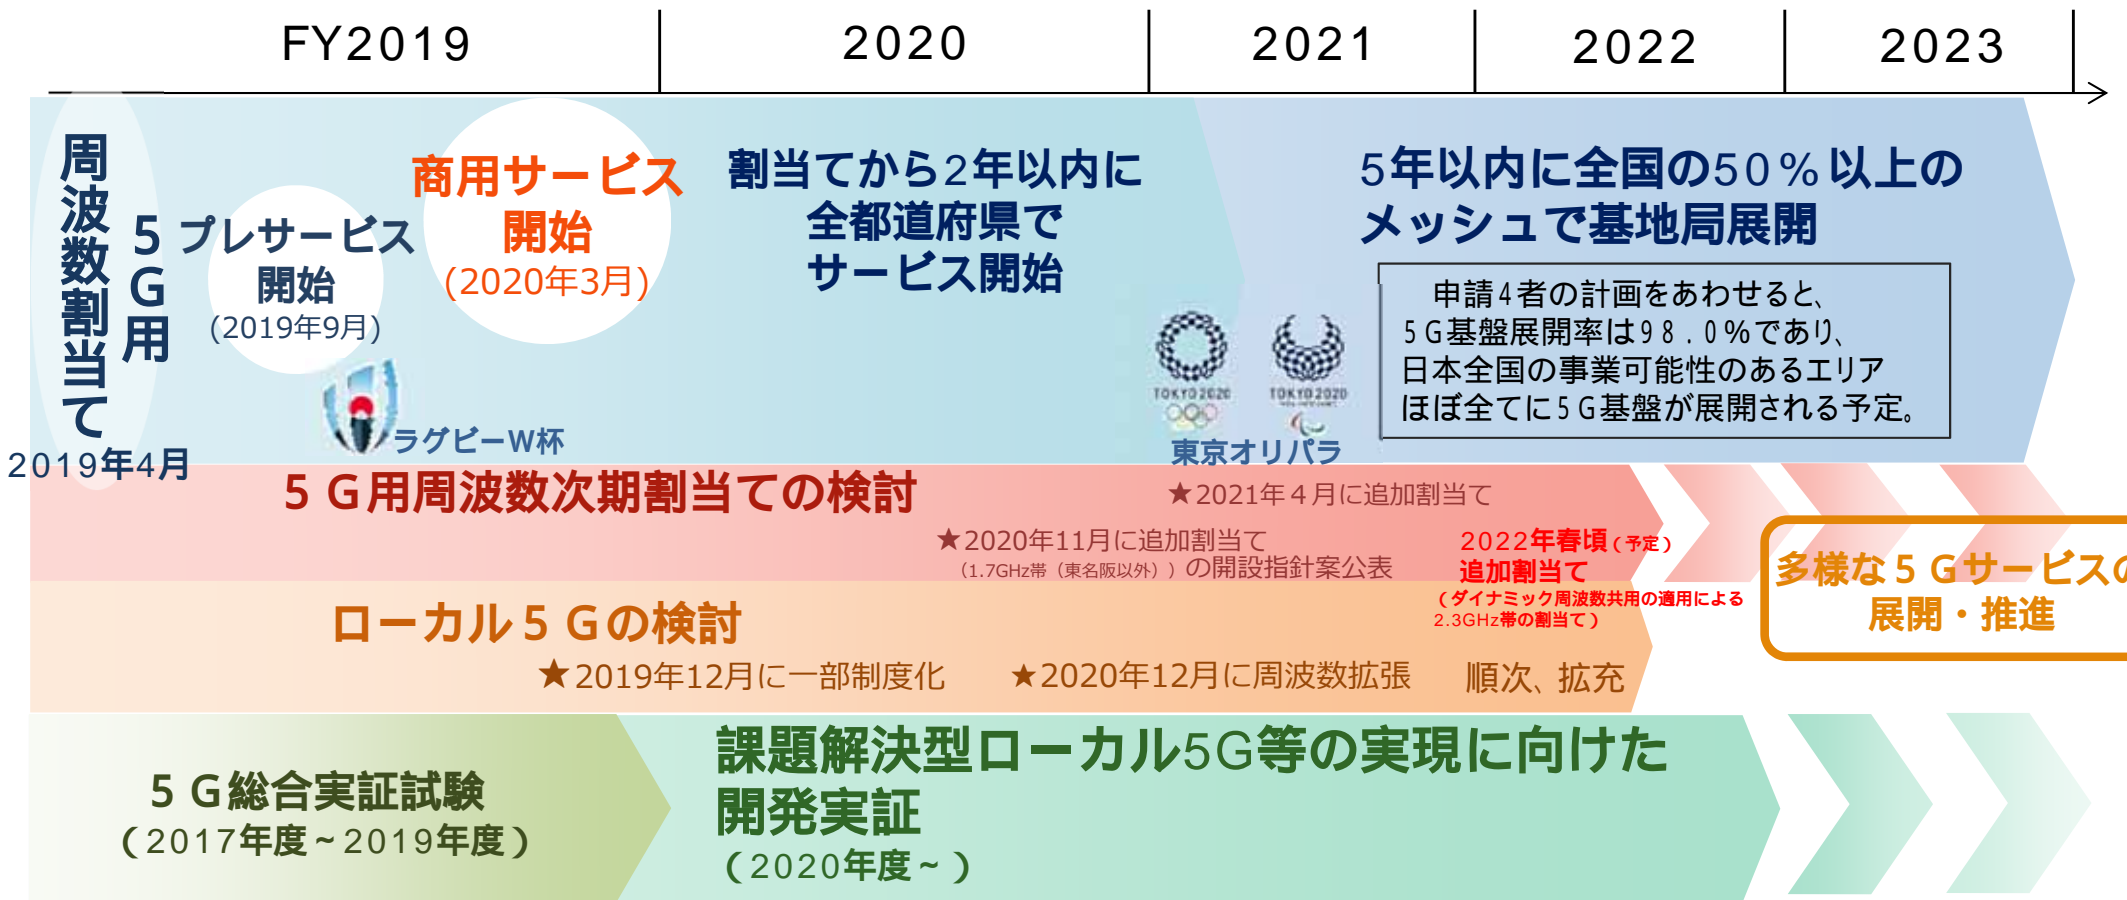 FY2019
2020
2021
2022
2023
5G用
周波数割当て
2019年4月
プレサービス
開始
(2019年9月)
商用サービス
開始
(2020年3月)
割当てから2年以内に
全都道府県で
サービス開始
5年以内に全国の50%以上の
メッシュで基地局展開
申請4者の計画をあわせると、
5G基盤展開率は98.0%であり、
日本全国の事業可能性のあるエリア
ほぼ全てに5G基盤が展開される予定。
ラグビーW杯
TOKYO 2020
TOKYO 2020
東京オリパラ
5G用周波数次期割当ての検討
★2021年4月に追加割当て
★2020年11月に追加割当て
(1.7GHz帯(東名阪以外))の開設指針案公表
2022年春頃(予定)
追加割当て
(ダイナミック周波数共用の適用による
2.3GHz帯の割当て)
多様な5Gサービスの
展開・推進
ローカル5Gの検討
★2019年12月に一部制度化
★2020年12月に周波数拡張
順次、拡充
5G総合実証試験
(2017年度~2019年度)
課題解決型ローカル5G等の実現に向けた
開発実証
(2020年度~)